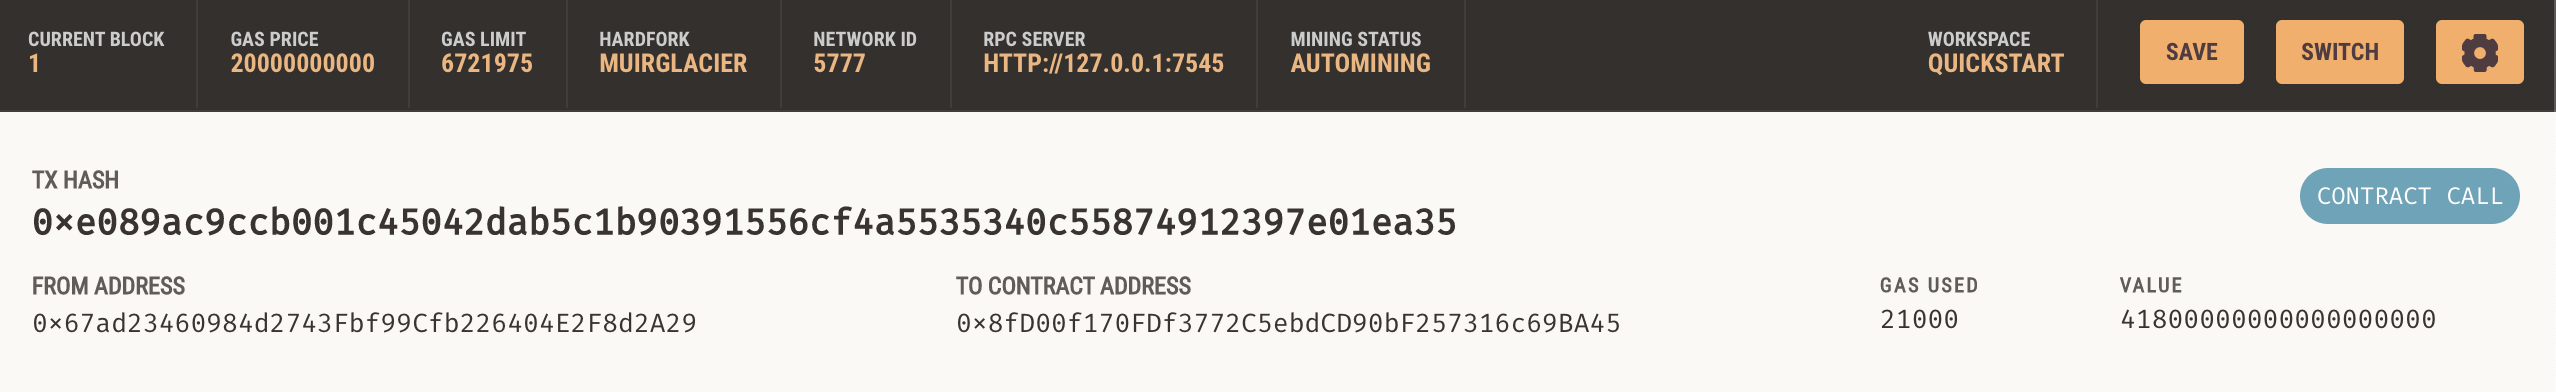 CURRENT BLOCK
1
GAS PRICE
20000000000
GAS LIMIT
6721975
HARDFORK
MUIRGLACIER
NETWORK ID
5777
RPC SERVER
HTTP://127.0.0.1:7545
MINING STATUS
AUTOMINING
WORKSPACE
QUICKSTART
SAVE
SWITCH
TX HASH
0×e089ac9ccb001c45042dab5c1b90391556cf4a5535340c55874912397e01ea35
CONTRACT CALL
FROM ADDRESS
0×67ad23460984d2743Fbf99Cfb226404E2F8d2A29
TO CONTRACT ADDRESS
0×8fD00f170FDf3772C5ebdCD90bF257316c69BA45
GAS USED
21000
VALUE
41800000000000000000